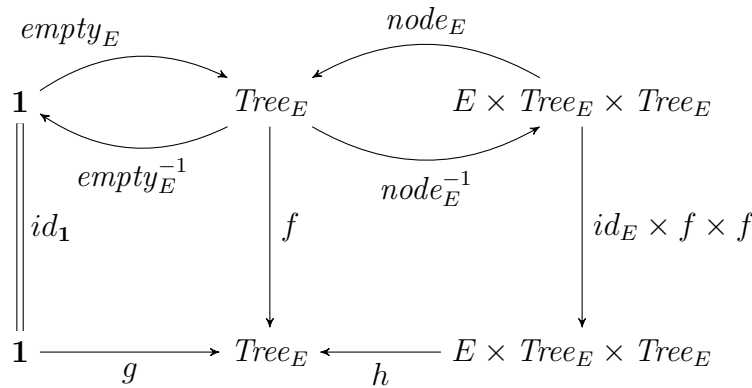 empty_E node_E
1 Tree_E E × Tree_E × Tree_E
empty_E^{-1} node_E^{-1}
id_1 f id_E × f × f
1 Tree_E E × Tree_E × Tree_E
g h